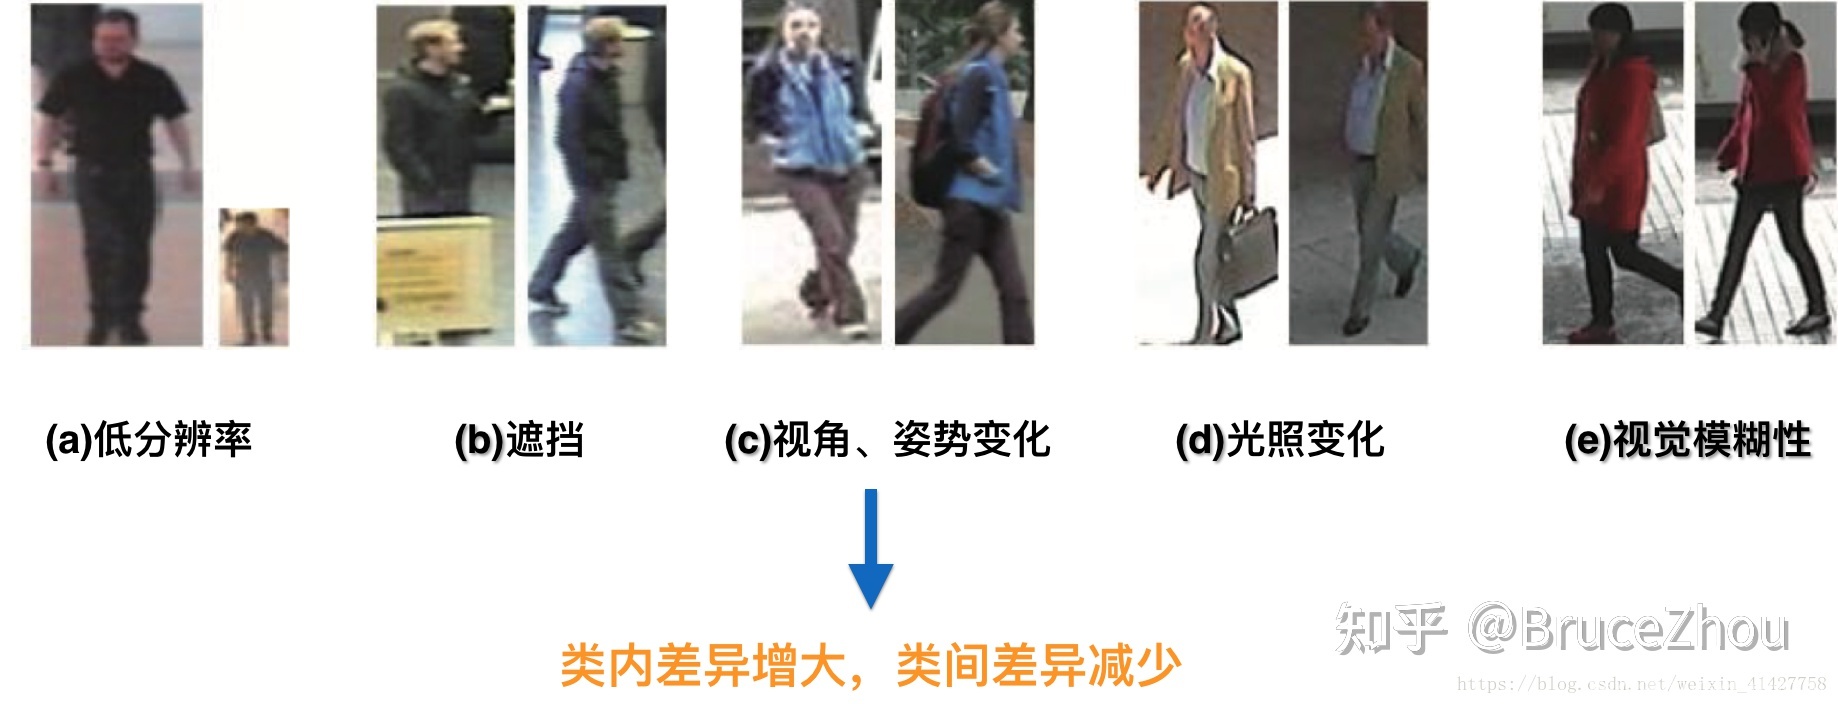 (a)低分辨率
(b)遮挡
(c)视角、姿势变化
(d)光照变化
(e)视觉模糊性
类内差异增大，类间差异减少
知乎 @BruceZhou
https://blog.csdn.net/weixin_41427758